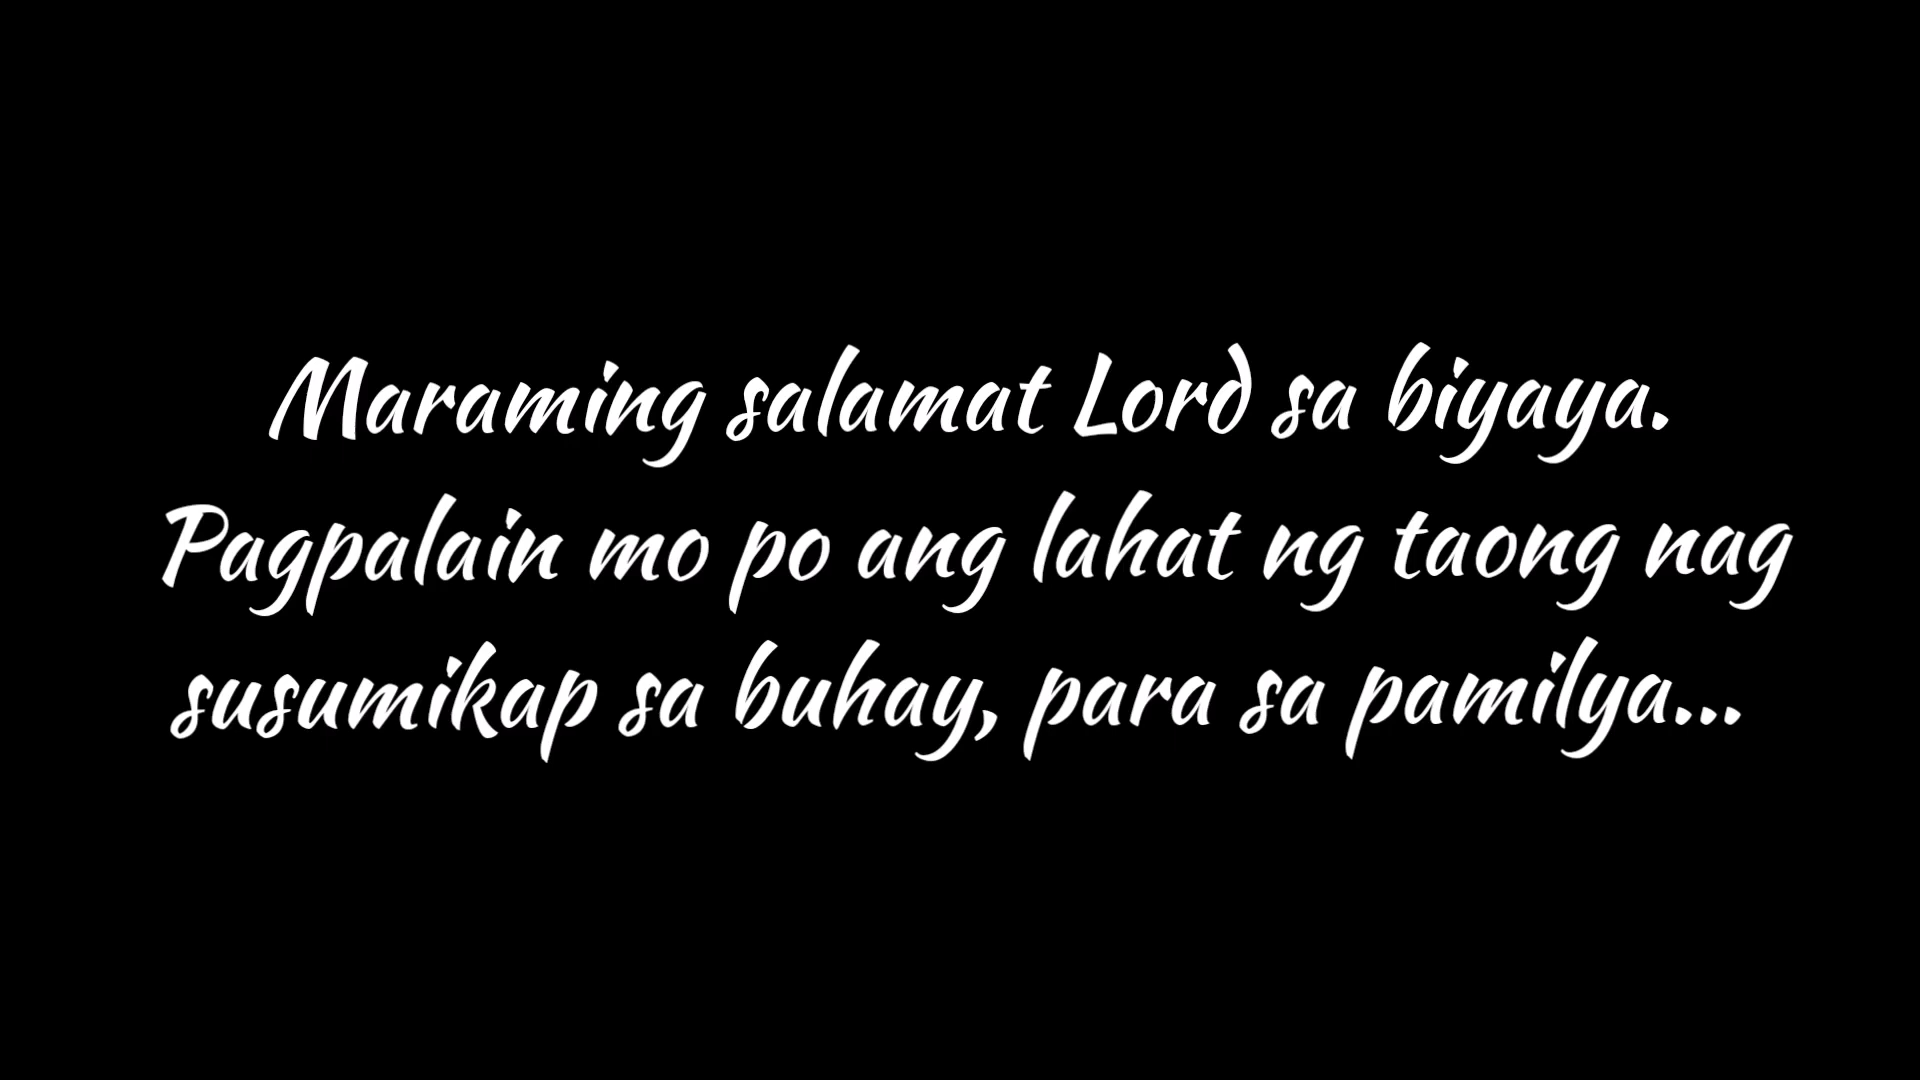 Maraming salamat Lord sa biyaya.
Pagpalain mo po ang lahat ng taong nag
susumikap sa buhay, para sa pamilya...